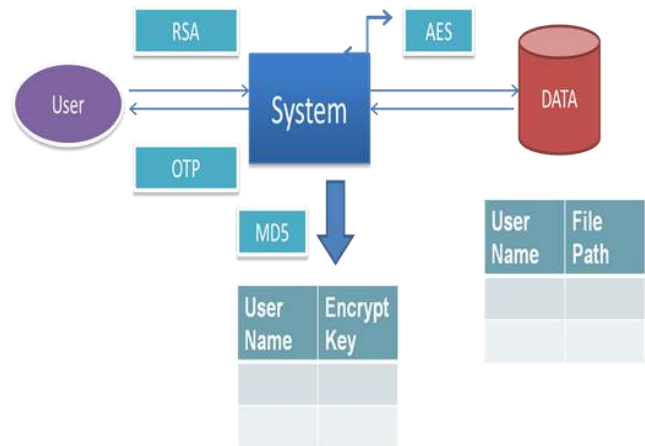 RSA
AES
User
System
DATA
OTP
MD5
User Name
File Path
User Name
Encrypt Key